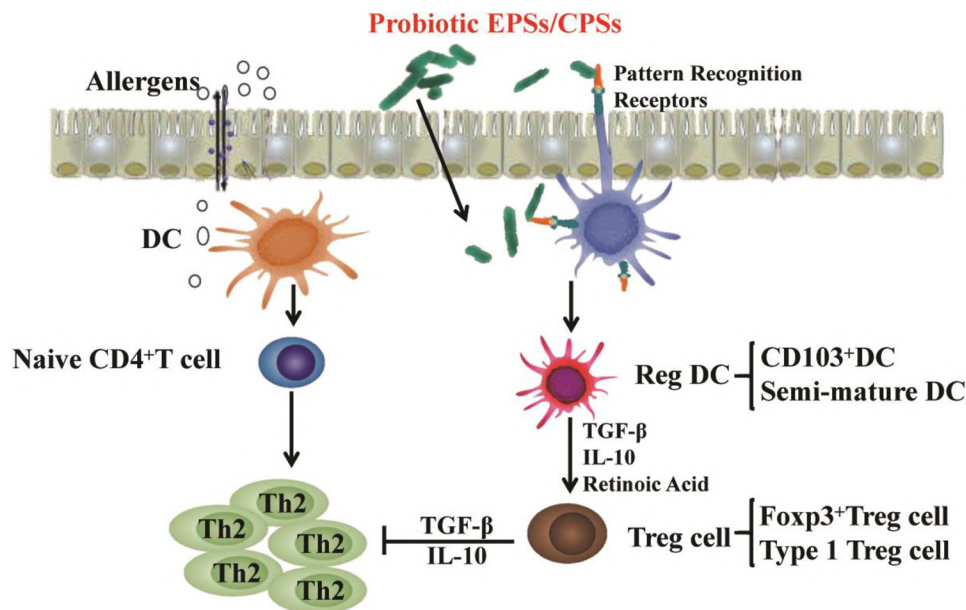 Probiotic EPSs/CPSs
Allergens
Pattern Recognition
Receptors
DC
Naive CD4⁺T cell
Reg DC
CD103⁺DC
Semi-mature DC
TGF-β
IL-10
Retinoic Acid
Th2
Th2
Th2
Th2
Th2
TGF-β
IL-10
Treg cell
Foxp3⁺Treg cell
Type 1 Treg cell